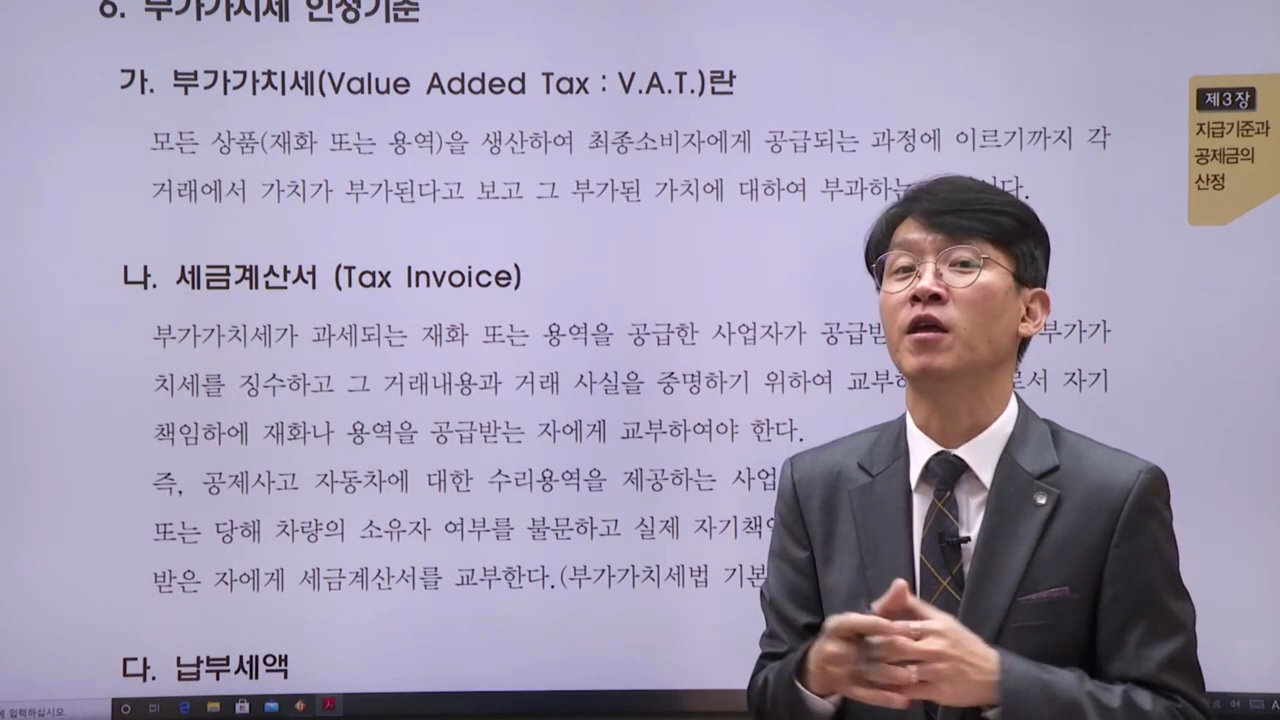 6. 부가가치세 인정기준
가. 부가가치세(Value Added Tax : V.A.T.)란
모든 상품(재화 또는 용역)을 생산하여 최종소비자에게 공급되는 과정에 이르기까지 각
거래에서 가치가 부가된다고 보고 그 부가된 가치에 대하여 부과하는
나. 세금계산서 (Tax Invoice)
부가가치세가 과세되는 재화 또는 용역을 공급한 사업자가 부가가
치세를 징수하고 그 거래내용과 거래 사실을 증명하기 위하여 자기
책임하에 재화나 용역을 공급받는 자에게 교부하여야 한다.
즉, 공제사고 자동차에 대한 수리용역을 제공하는
또는 당해 차량의 소유자 여부를 불문하고 실제
받은 자에게 세금계산서를 교부한다.(부가가치세법
다. 납부세액
제3장
지급기준과
공제금의
산정
입력하십시오